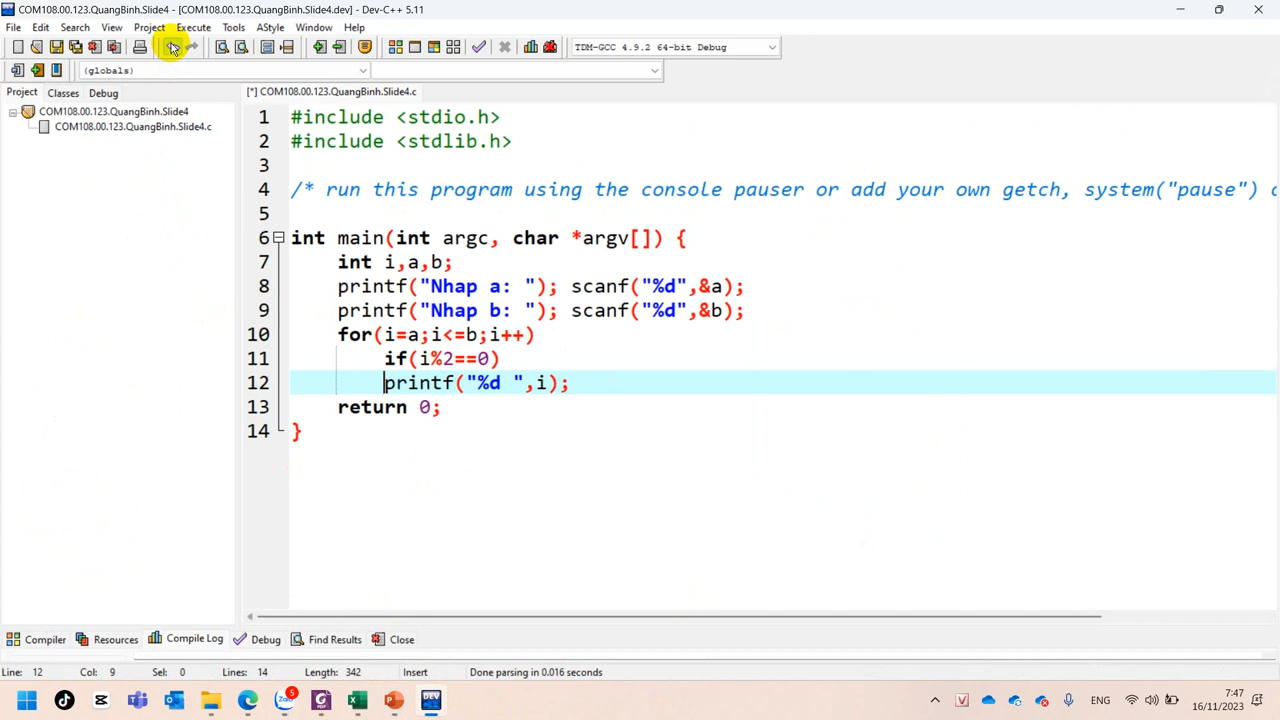 COM108.00.123.QuangBinh.Slide4 - [COM108.00.123.QuangBinh.Slide4.dev] - Dev-C++ 5.11
File Edit Search View Project Execute Tools AStyle Window Help
TDM-GCC 4.9.2 64-bit Debug
(globals)
Project Classes Debug
[*] COM108.00.123.QuangBinh.Slide4.c
COM108.00.123.QuangBinh.Slide4
COM108.00.123.QuangBinh.Slide4.c
1 #include <stdio.h>
2 #include <stdlib.h>
3
4 /* run this program using the console pauser or add your own getch, system("pause") o
5
6 int main(int argc, char *argv[]) {
7 int i,a,b;
8 printf("Nhap a: "); scanf("%d",&a);
9 printf("Nhap b: "); scanf("%d",&b);
10 for(i=a;i<=b;i++)
11 if(i%2==0)
12 printf("%d ",i);
13 return 0;
14 }
Compiler Resources Compile Log Debug Find Results Close
Line: 12 Col: 9 Sel: 0 Lines: 14 Length: 342 Insert Done parsing in 0.016 seconds
5
ENG
7:47
16/11/2023